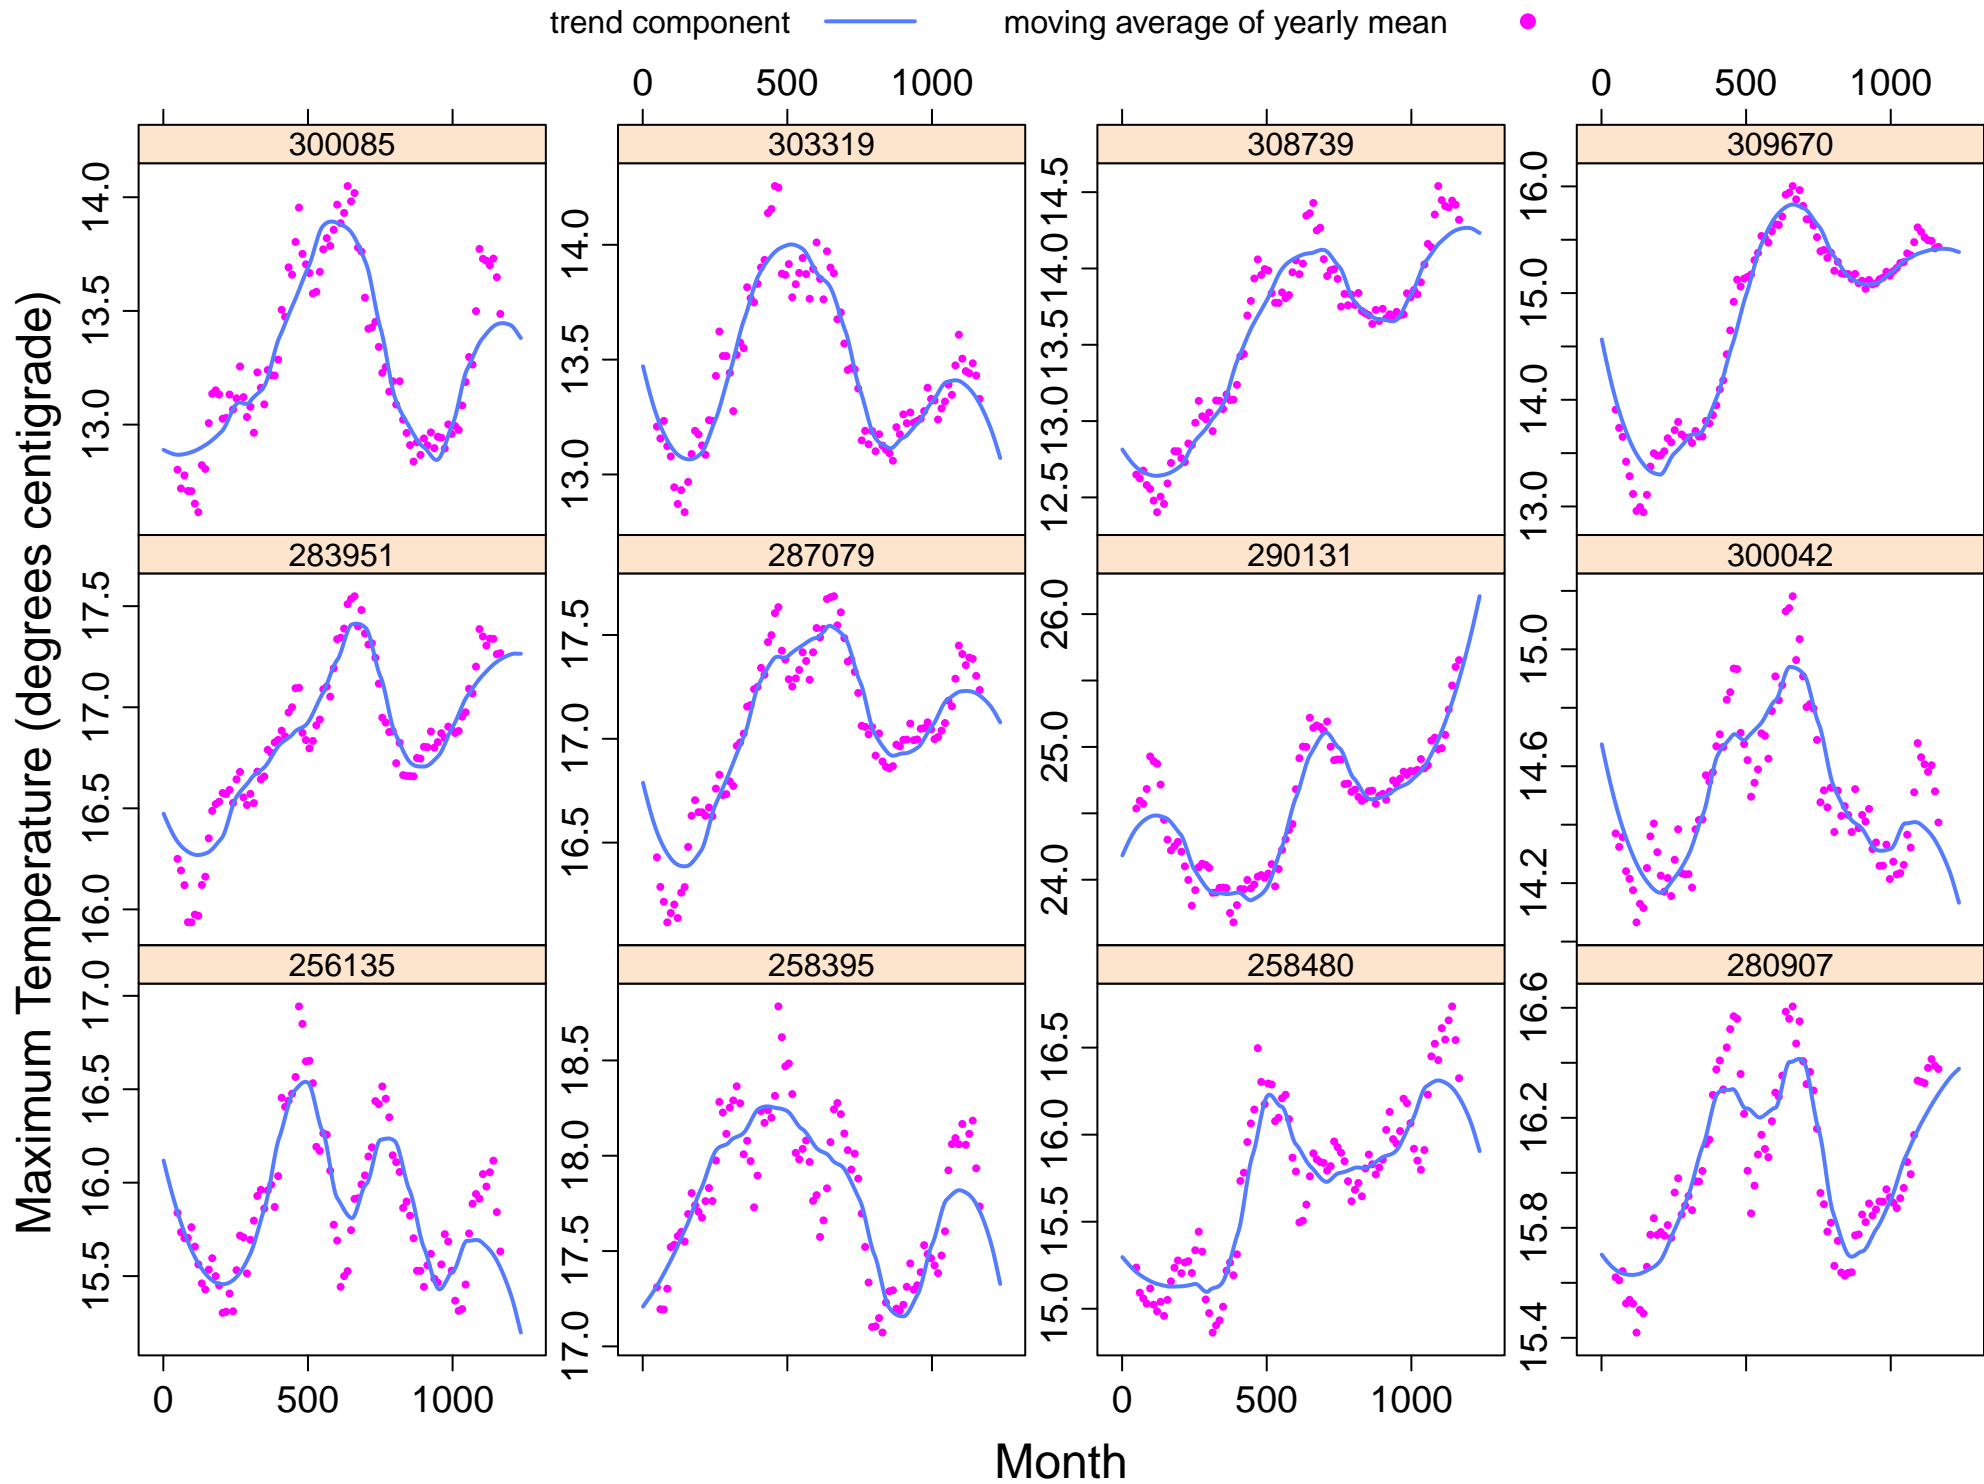 trend component moving average of yearly mean
0 500 1000 0 500 1000
300085 303319 308739 309670
13.0 13.5 14.0
13.0 13.5 14.0
12.5 13.0 13.5 14.0 14.5
13.0 14.0 15.0 16.0
283951 287079 290131 300042
16.0 16.5 17.0 17.5
16.5 17.0 17.5
24.0 25.0 26.0
14.2 14.6 15.0
256135 258395 258480 280907
15.5 16.0 16.5 17.0
17.0 17.5 18.0 18.5
15.0 15.5 16.0 16.5
15.4 15.8 16.2 16.6
0 500 1000 0 500 1000
Maximum Temperature (degrees centigrade)
Month